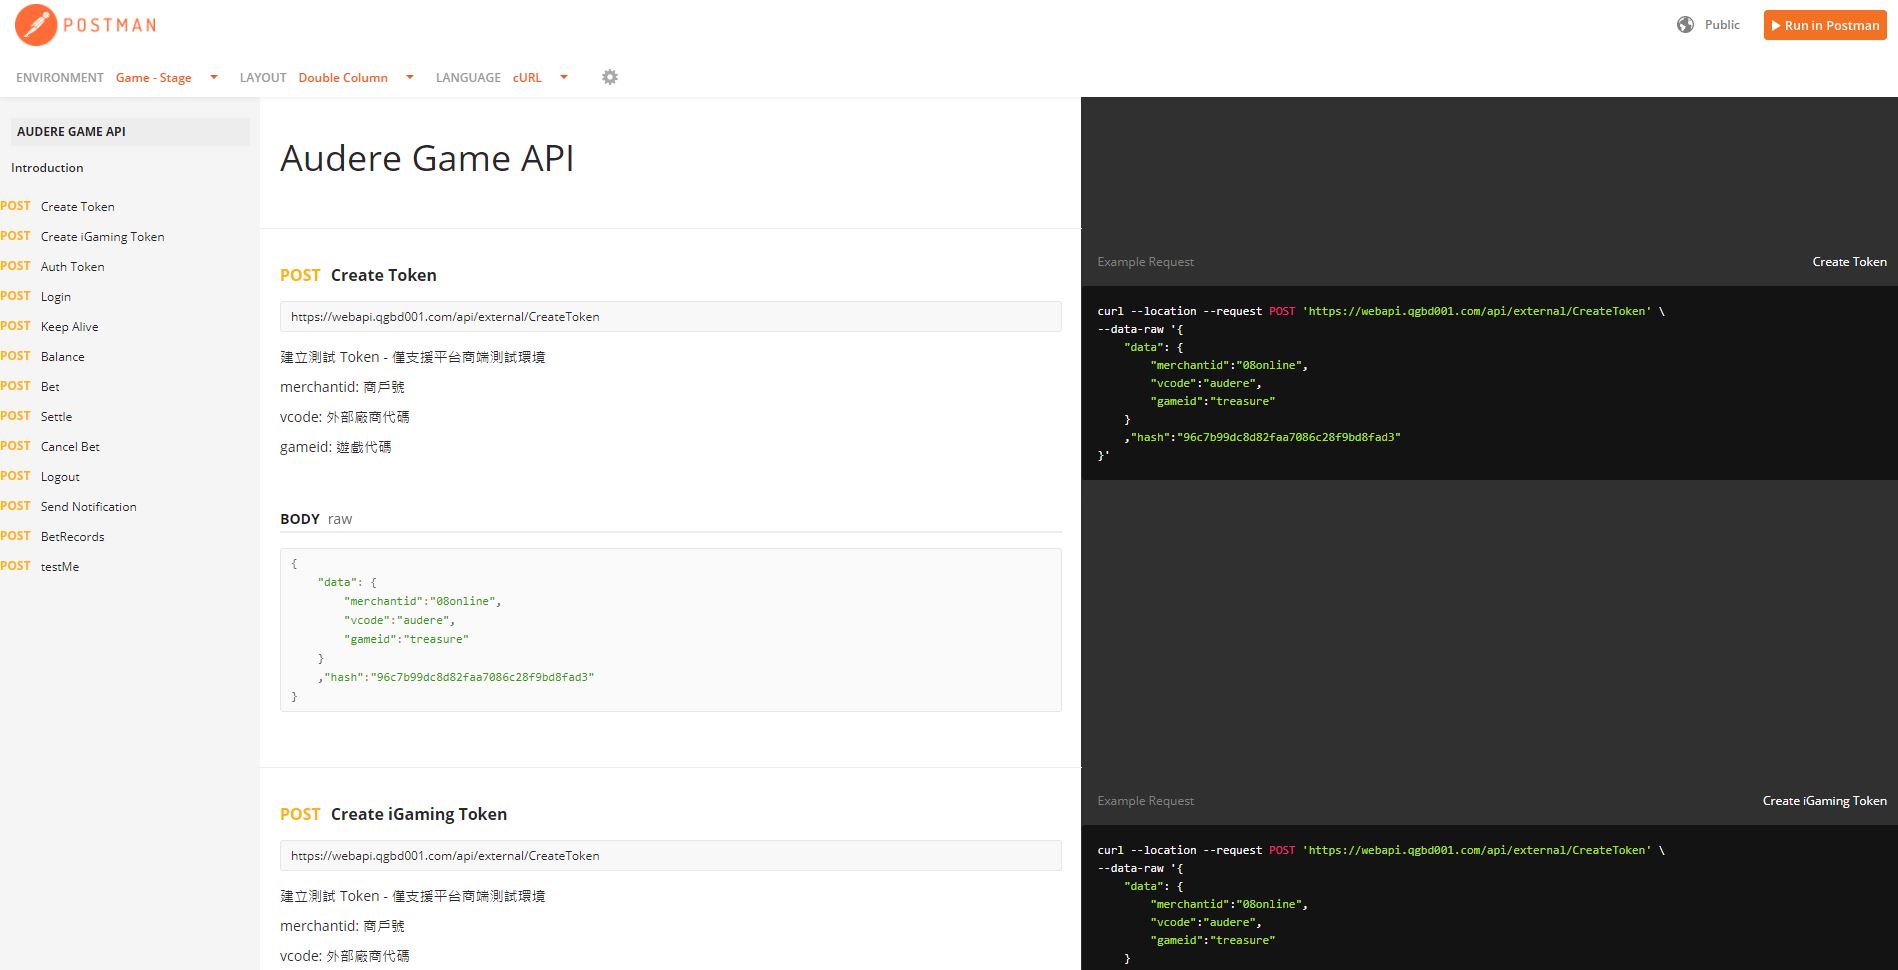 POSTMAN
Public
Run in Postman
ENVIRONMENT Game - Stage LAYOUT Double Column LANGUAGE cURL
AUDERE GAME API
Introduction
POST Create Token
POST Create iGaming Token
POST Auth Token
POST Login
POST Keep Alive
POST Balance
POST Bet
POST Settle
POST Cancel Bet
POST Logout
POST Send Notification
POST BetRecords
POST testMe
Audere Game API
POST Create Token
https://webapi.qgbd001.com/api/external/CreateToken
建立測試 Token - 僅支援平台商端測試環境
merchantid: 商戶號
vcode: 外部廠商代碼
gameid: 遊戲代碼
BODY raw
{
"data": {
"merchantid":"08online",
"vcode":"audere",
"gameid":"treasure"
}
,"hash":"96c7b99dc8d82faa7086c28f9bd8fad3"
}
Example Request Create Token
curl --location --request POST 'https://webapi.qgbd001.com/api/external/CreateToken' \
--data-raw '{
"data": {
"merchantid":"08online",
"vcode":"audere",
"gameid":"treasure"
}
,"hash":"96c7b99dc8d82faa7086c28f9bd8fad3"
}'
POST Create iGaming Token
https://webapi.qgbd001.com/api/external/CreateToken
建立測試 Token - 僅支援平台商端測試環境
merchantid: 商戶號
vcode: 外部廠商代碼
Example Request Create iGaming Token
curl --location --request POST 'https://webapi.qgbd001.com/api/external/CreateToken' \
--data-raw '{
"data": {
"merchantid":"08online",
"vcode":"audere",
"gameid":"treasure"
}